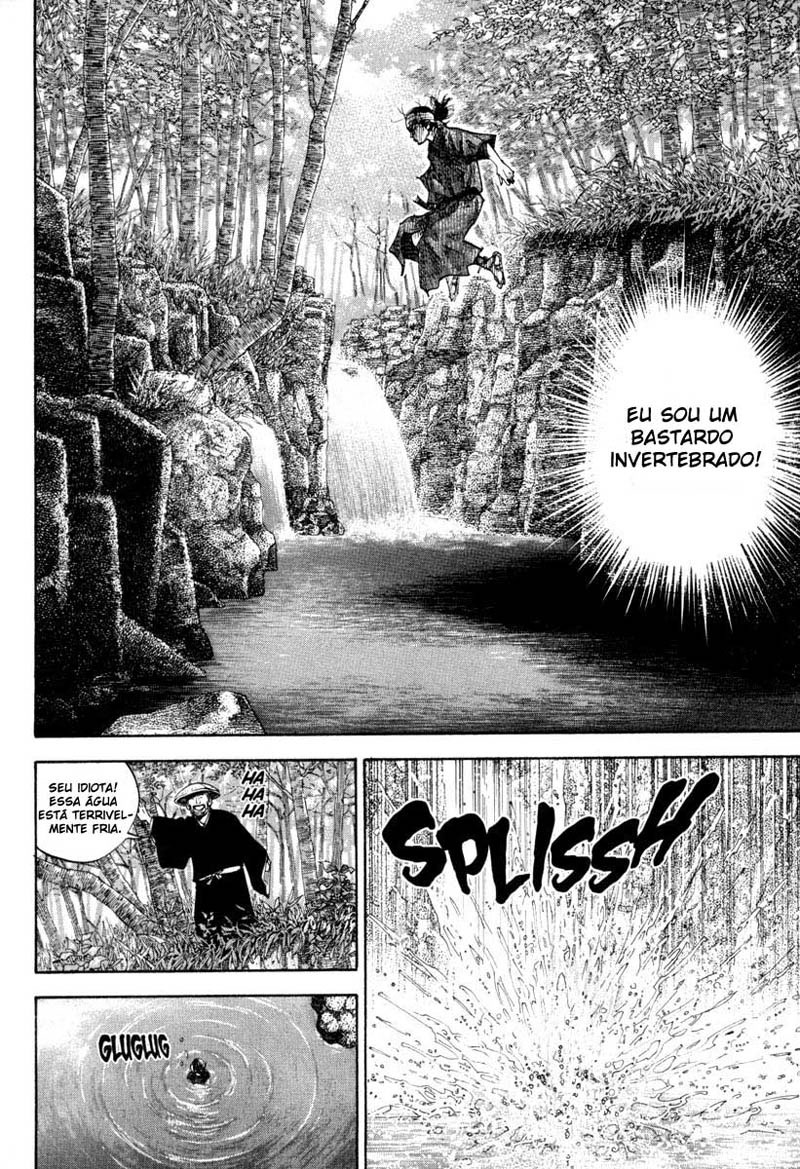 EU SOU UM
BASTARDO
INVERTEBRADO!
SPLISSH
SEU IDIOTA!
ESSA ÁGUA
ESTÁ TERRIVEL-
MENTE FRIA.
HA
HA
HA
GLUGLUG